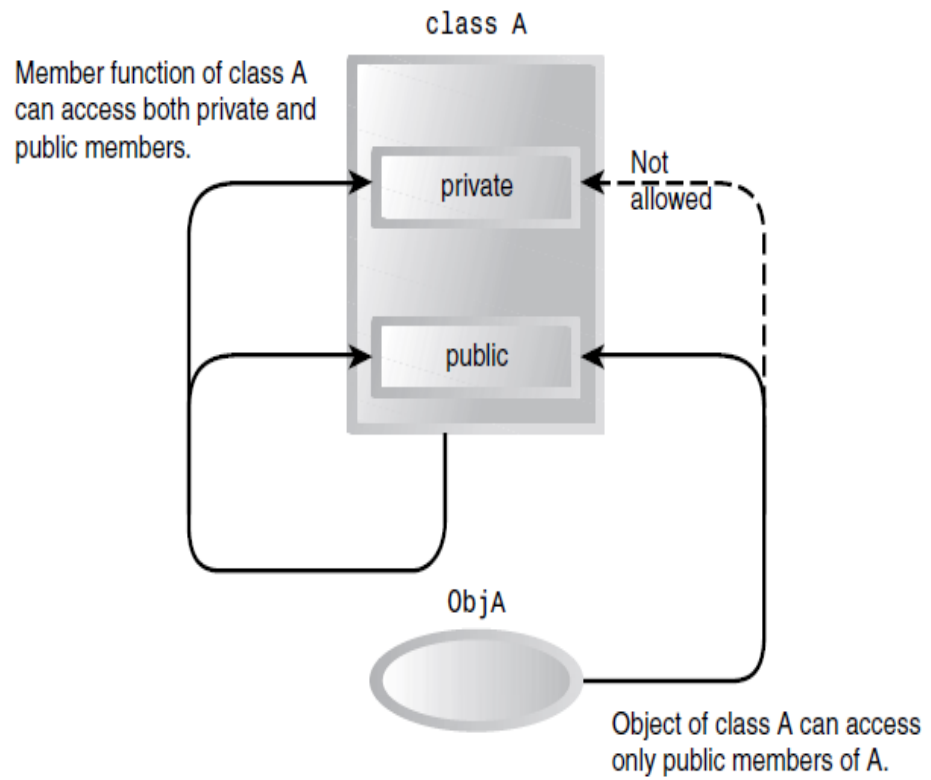 class A
Member function of class A
can access both private and
public members.
private
Not
allowed
public
ObjA
Object of class A can access
only public members of A.